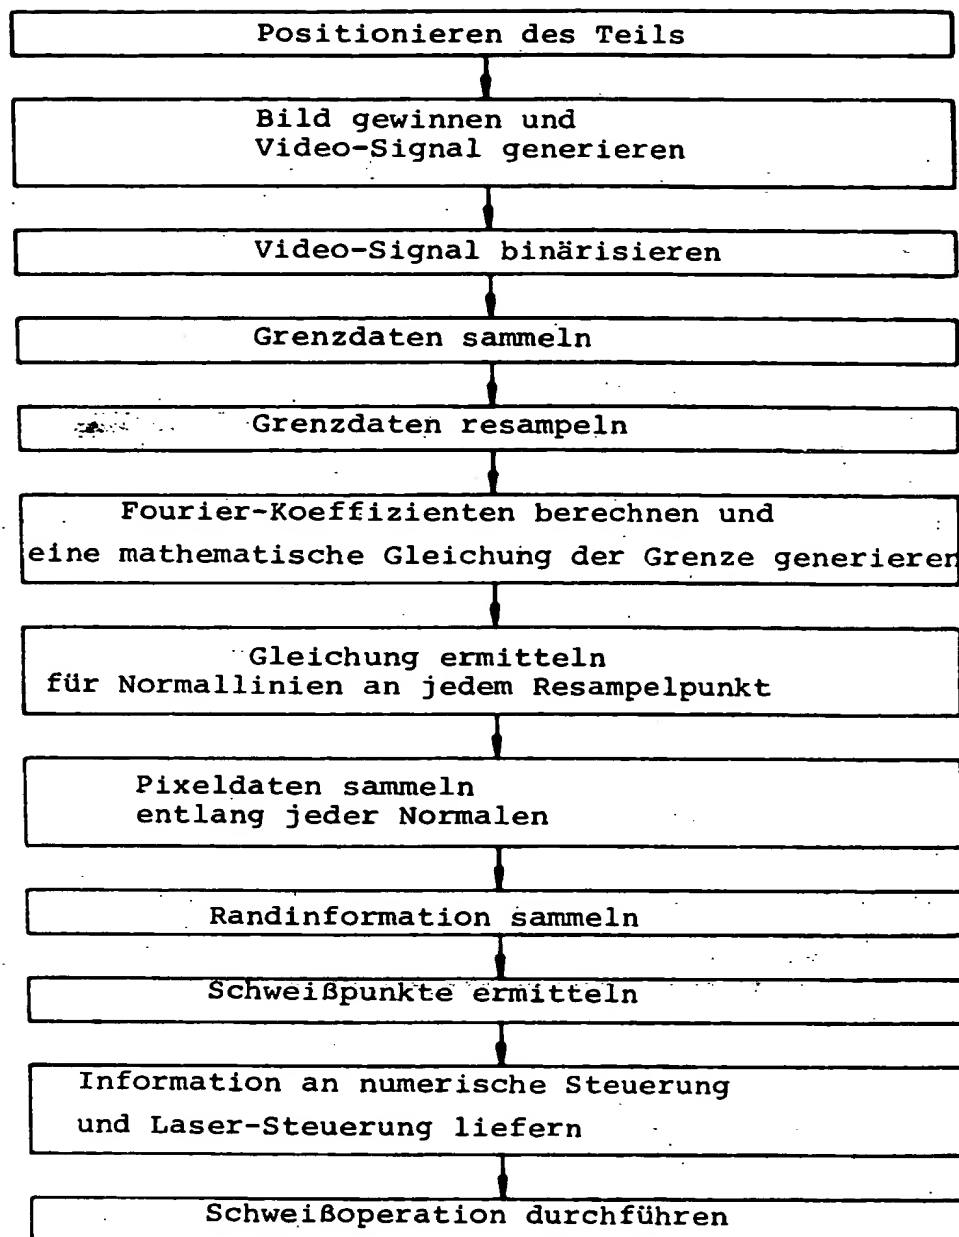 Positionieren des Teils
Bild gewinnen und
Video-Signal generieren
Video-Signal binärisieren
Grenzdaten sammeln
Grenzdaten resampeln
Fourier-Koeffizienten berechnen und
eine mathematische Gleichung der Grenze generieren
Gleichung ermitteln
für Normallinien an jedem Resampelpunkt
Pixeldaten sammeln
entlang jeder Normalen
Randinformation sammeln
Schweißpunkte ermitteln
Information an numerische Steuerung
und Laser-Steuerung liefern
Schweißoperation durchführen